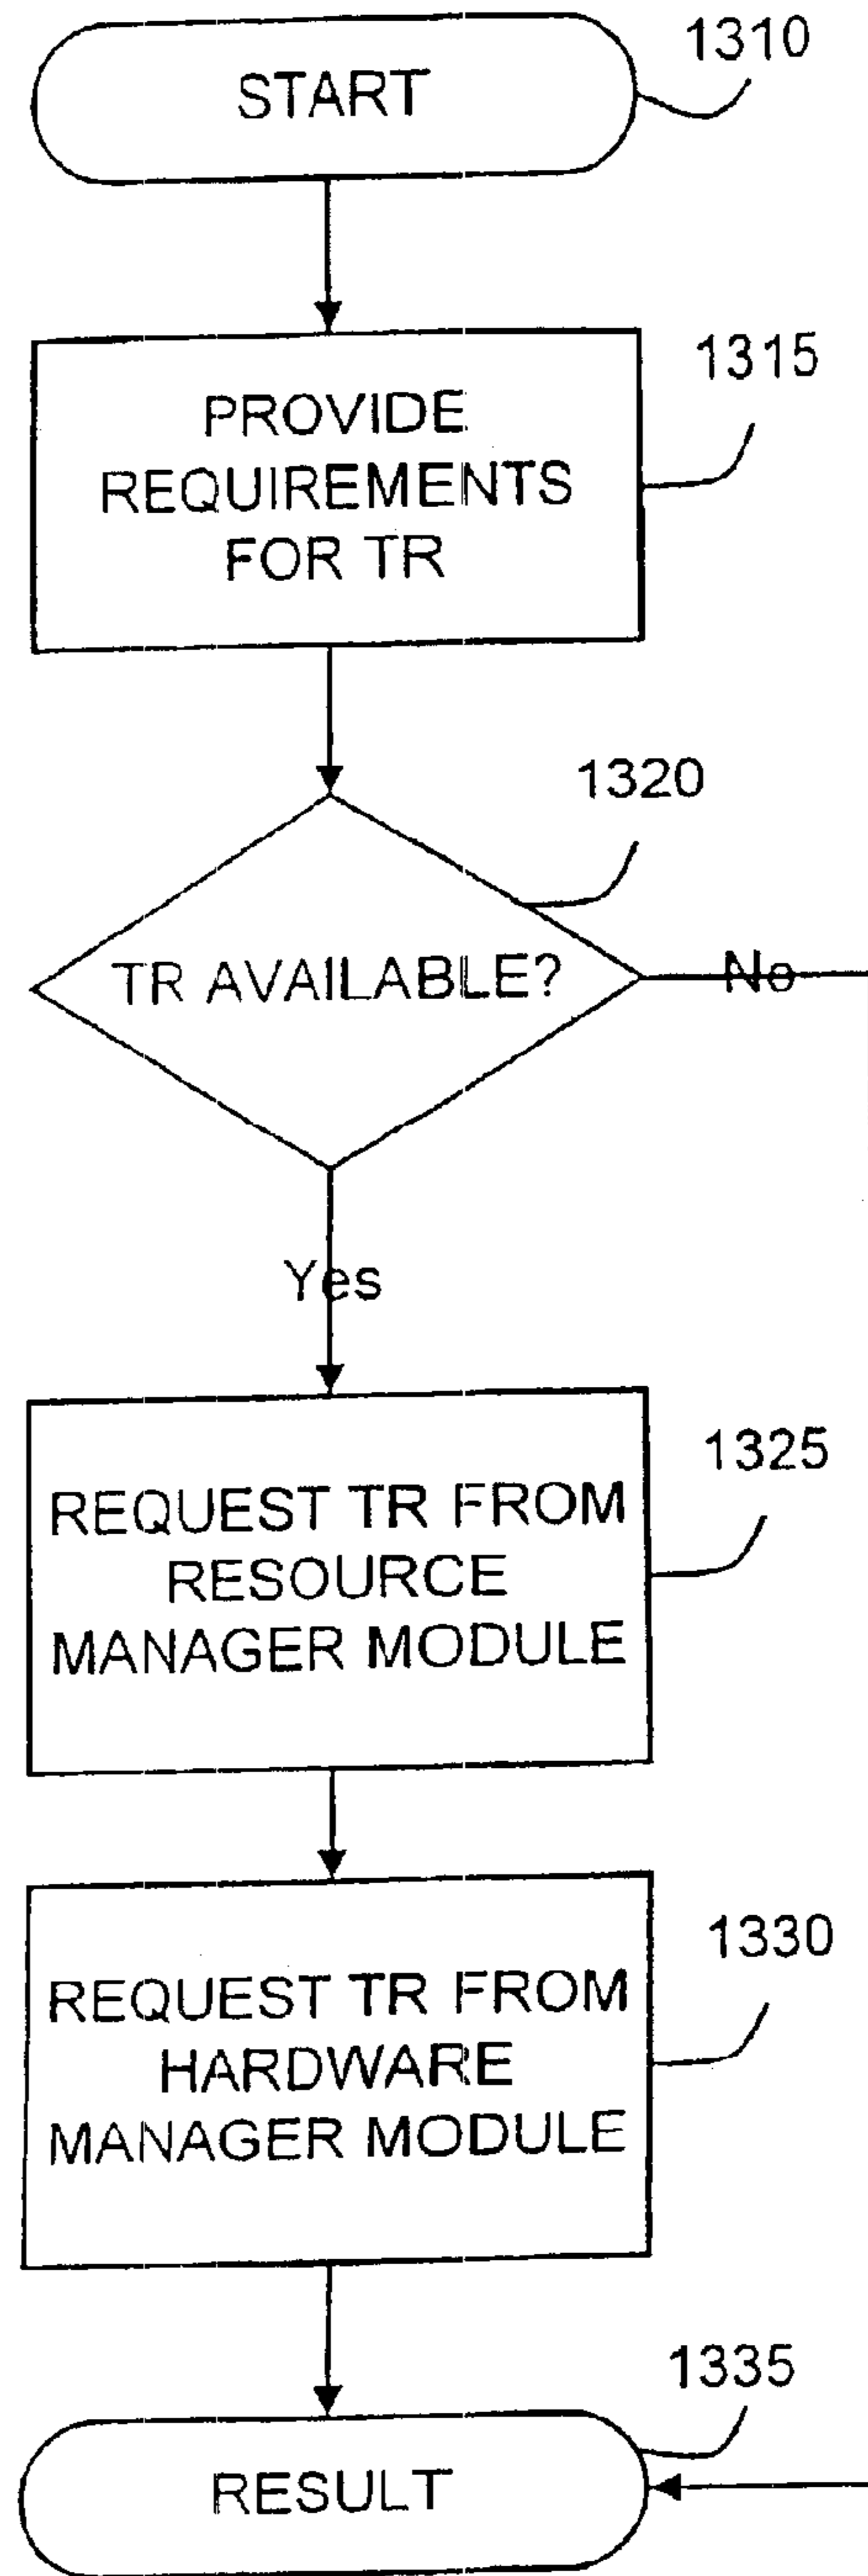 1310
START
1315
PROVIDE
REQUIREMENTS
FOR TR
1320
TR AVAILABLE?
No
Yes
1325
REQUEST TR FROM
RESOURCE
MANAGER MODULE
1330
REQUEST TR FROM
HARDWARE
MANAGER MODULE
1335
RESULT